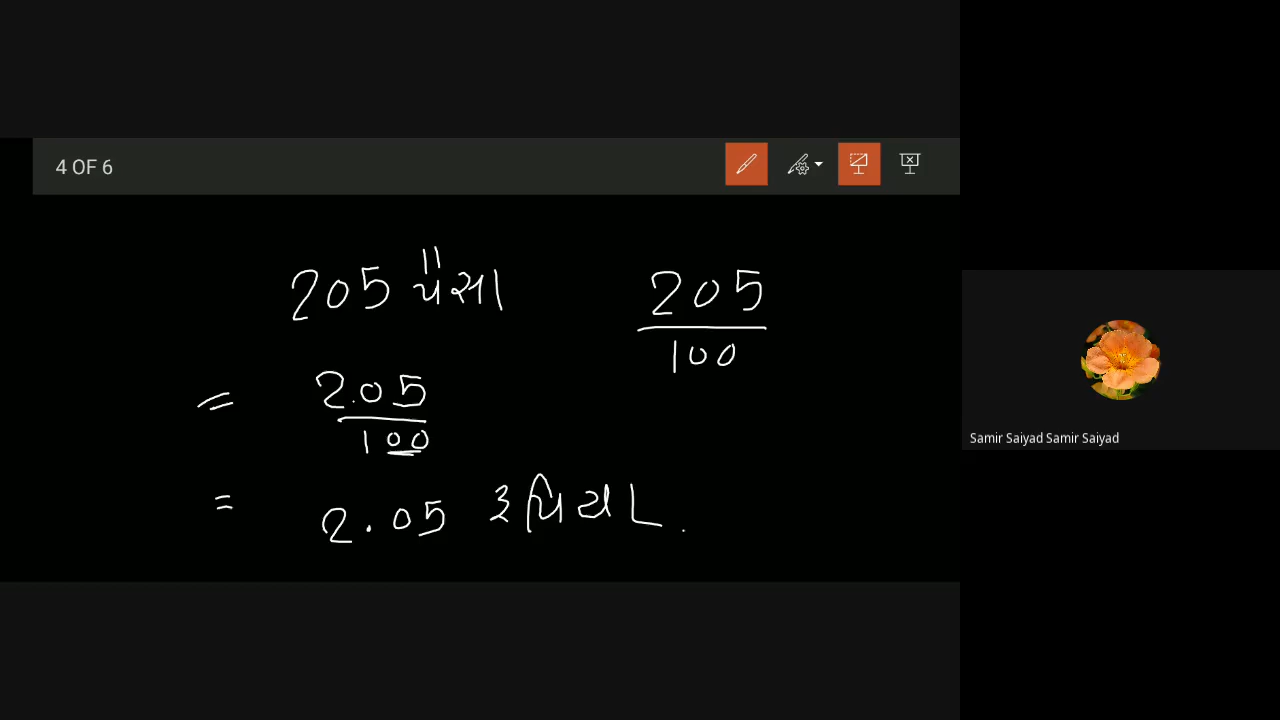 4 OF 6
205 પૈસા 205/100
= 2.05/100
= 2.05 રૂપિયા.
Samir Saiyad Samir Saiyad